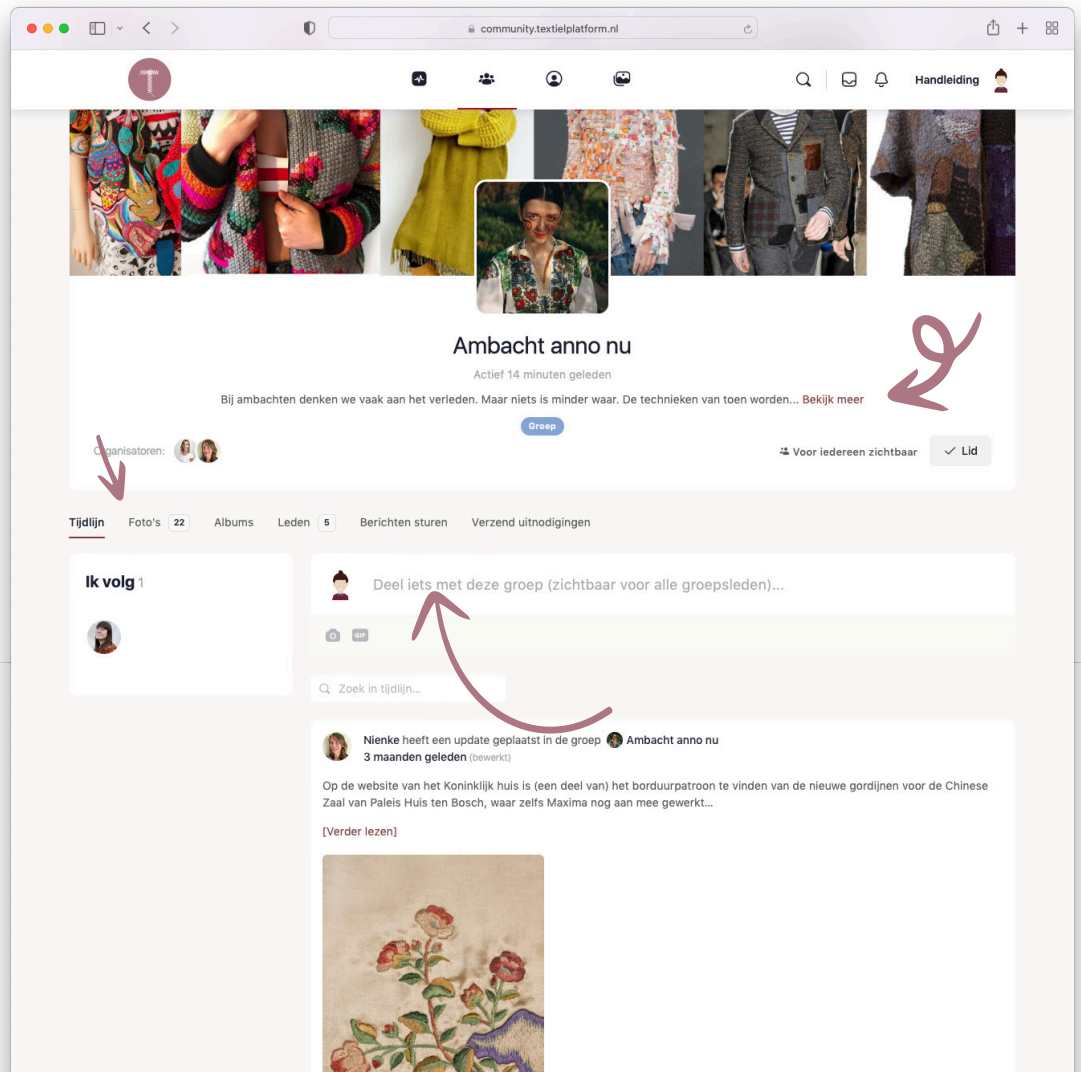 community.textielplatform.nl
T
Handleiding
Ambacht anno nu
Actief 14 minuten geleden
Bij ambachten denken we vaak aan het verleden. Maar niets is minder waar. De technieken van toen worden... Bekijk meer
Groep
Organisatoren:
Voor iedereen zichtbaar
Lid
Tijdlijn Foto's 22 Albums Leden 5 Berichten sturen Verzend uitnodigingen
Ik volg 1
Deel iets met deze groep (zichtbaar voor alle groepsleden)...
GIF
Zoek in tijdlijn...
Nienke heeft een update geplaatst in de groep Ambacht anno nu
3 maanden geleden (bewerkt)
Op de website van het Koninklijk huis is (een deel van) het borduurpatroon te vinden van de nieuwe gordijnen voor de Chinese
Zaal van Paleis Huis ten Bosch, waar zelfs Maxima nog aan mee gewerkt...
[Verder lezen]